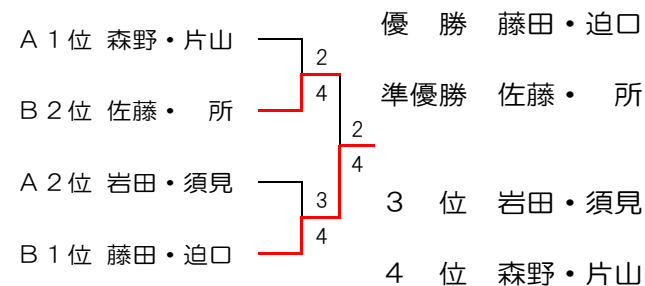 A1位 森野・片山
2
4
B2位 佐藤・ 所
2
4
A2位 岩田・須見
3
4
B1位 藤田・迫口
優 勝 藤田・迫口
準優勝 佐藤・ 所
3 位 岩田・須見
4 位 森野・片山